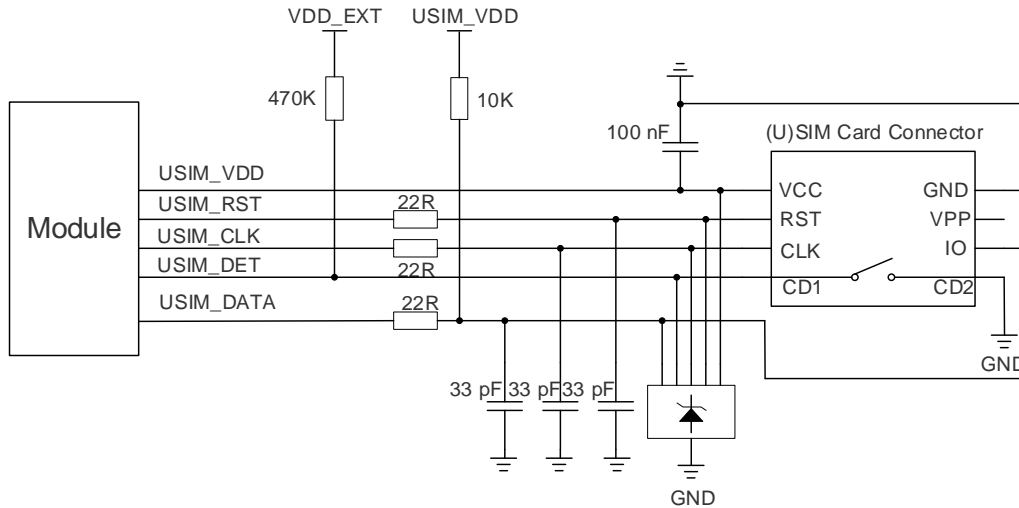 VDD_EXT USIM_VDD
470K 10K
100 nF (U)SIM Card Connector
Module
USIM_VDD VCC GND
USIM_RST 22R RST VPP
USIM_CLK CLK IO
USIM_DET 22R CD1 CD2
USIM_DATA 22R
GND
33 pF 33 pF 33 pF
GND